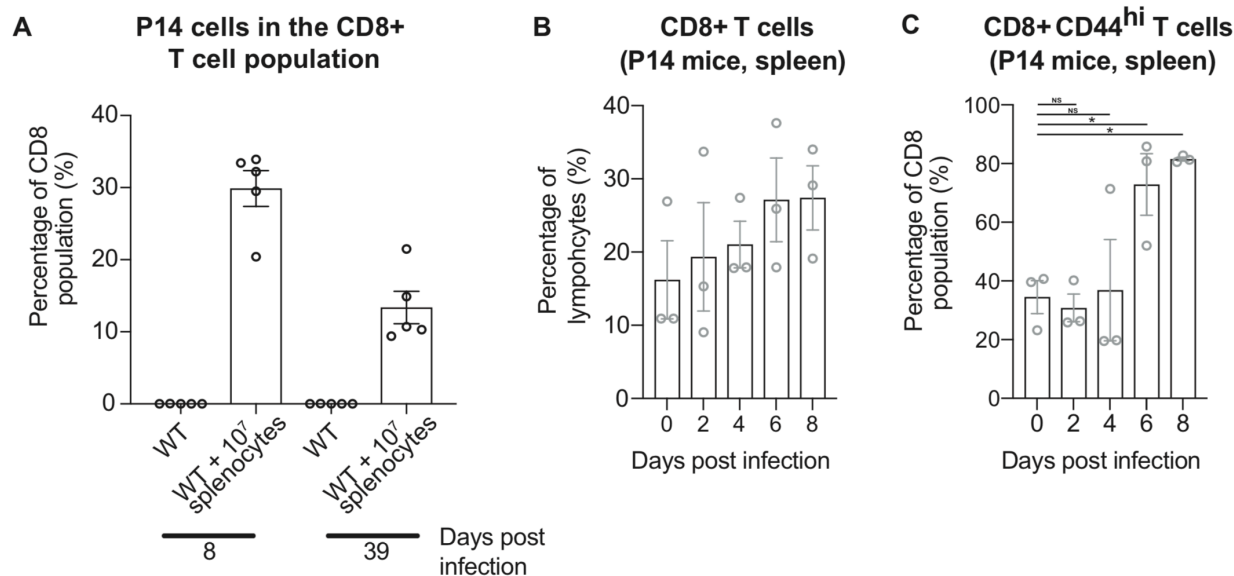 A
P14 cells in the CD8+
T cell population
Percentage of CD8
population (%)
40
30
20
10
0
WT
WT + 10⁷
splenocytes
WT
WT + 10⁷
splenocytes
8
39
Days post
infection
B
CD8+ T cells
(P14 mice, spleen)
Percentage of
lympohcytes (%)
40
30
20
10
0
0 2 4 6 8
Days post infection
C
CD8+ CD44hi T cells
(P14 mice, spleen)
Percentage of CD8
population (%)
100
80
60
40
20
0
NS
NS
*
*
0 2 4 6 8
Days post infection